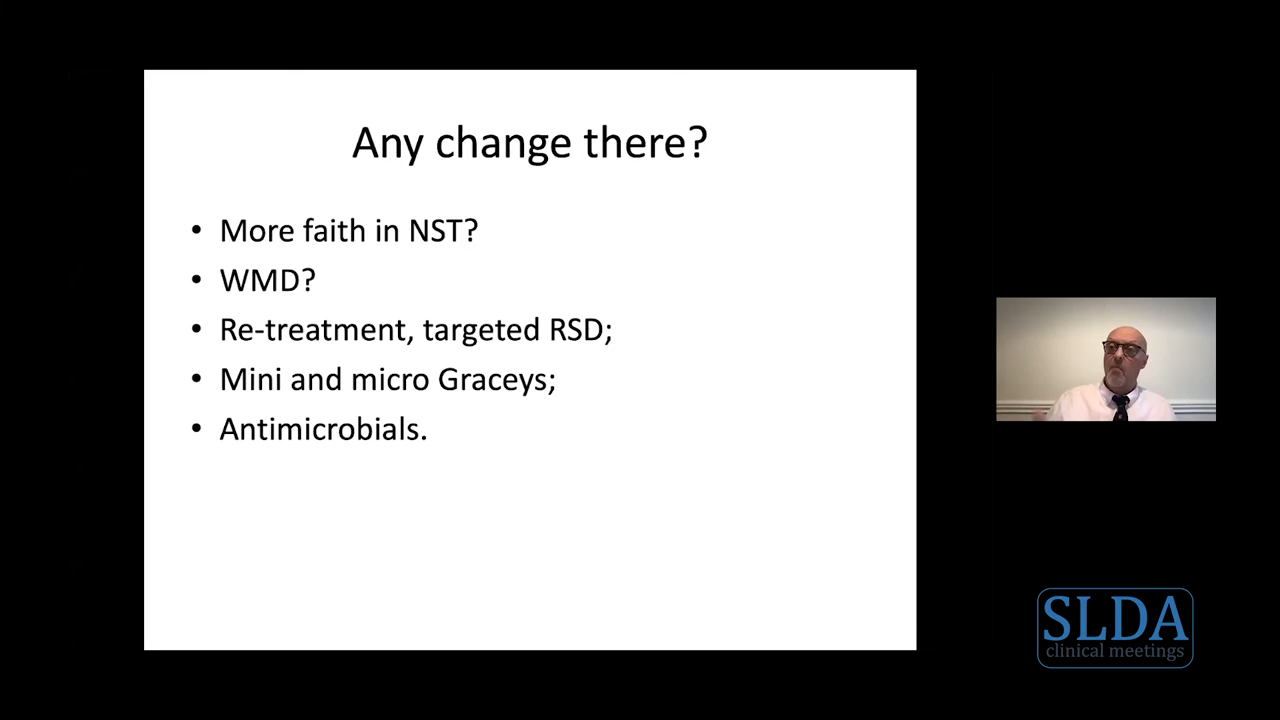 Any change there?
• More faith in NST?
• WMD?
• Re-treatment, targeted RSD;
• Mini and micro Graceys;
• Antimicrobials.
SLDA
clinical meetings